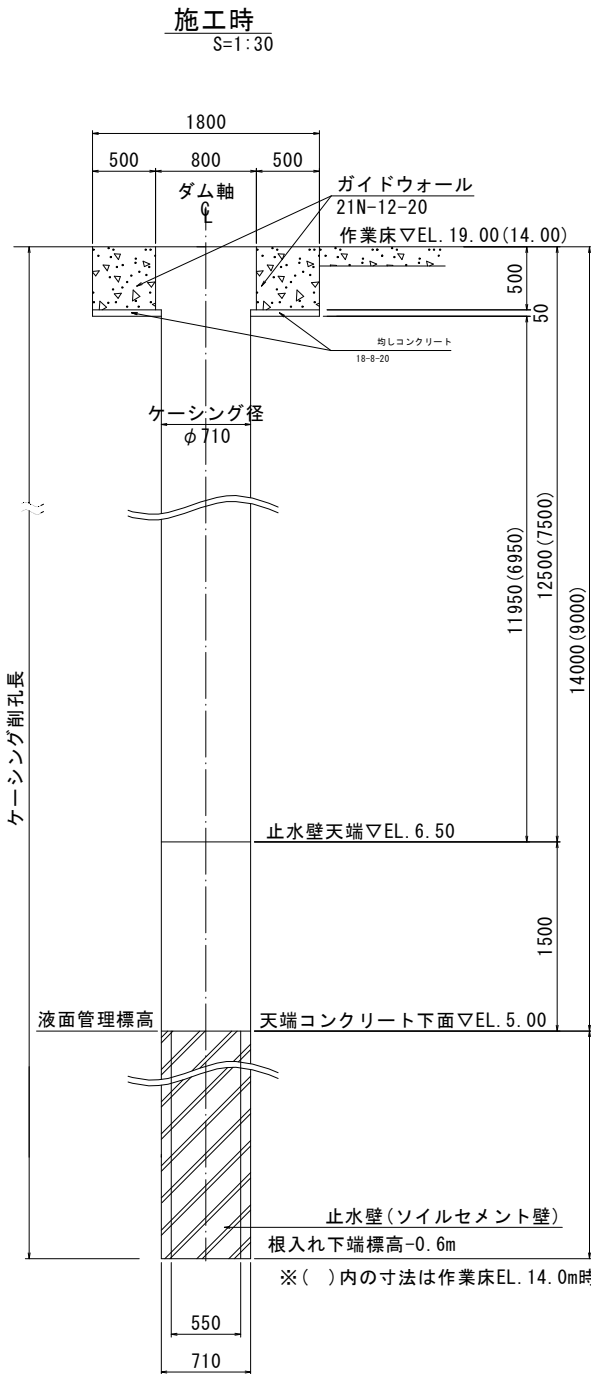 施工時
S=1:30
1800
500 800 500
ダム軸
ガイドウォール
21N-12-20
作業床▽EL.19.00(14.00)
500
50
均しコンクリート
18-8-20
ケーシング径
φ710
11950(6950)
12500(7500)
14000(9000)
ケーシング削孔長
止水壁天端▽EL.6.50
1500
液面管理標高
天端コンクリート下面▽EL.5.00
止水壁(ソイルセメント壁)
根入れ下端標高-0.6m
※( )内の寸法は作業床EL.14.0m時
550
710